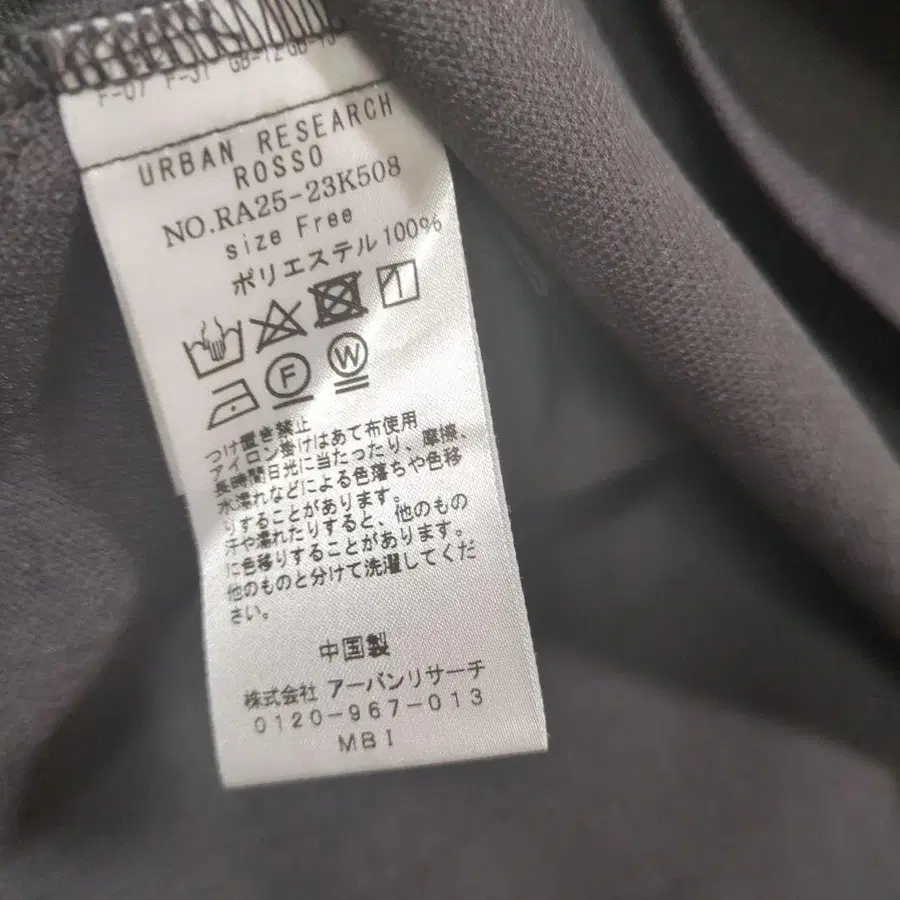 F-07 F-31 GB-12GB-10
URBAN RESEARCH
ROSSO
NO.RA25-23K508
size Free
ポリエステル100%
F
W
つけ置き禁止
アイロン掛けはあて布使用
長時間日光に当たったり、摩擦、
水濡れなどによる色落ちや色移
りすることがあります。
汗や濡れたりすると、他のもの
に色移りすることがあります。
他のものと分けて洗濯してくだ
さい。
中国製
株式会社 アーバンリサーチ
0120-967-013
MBI